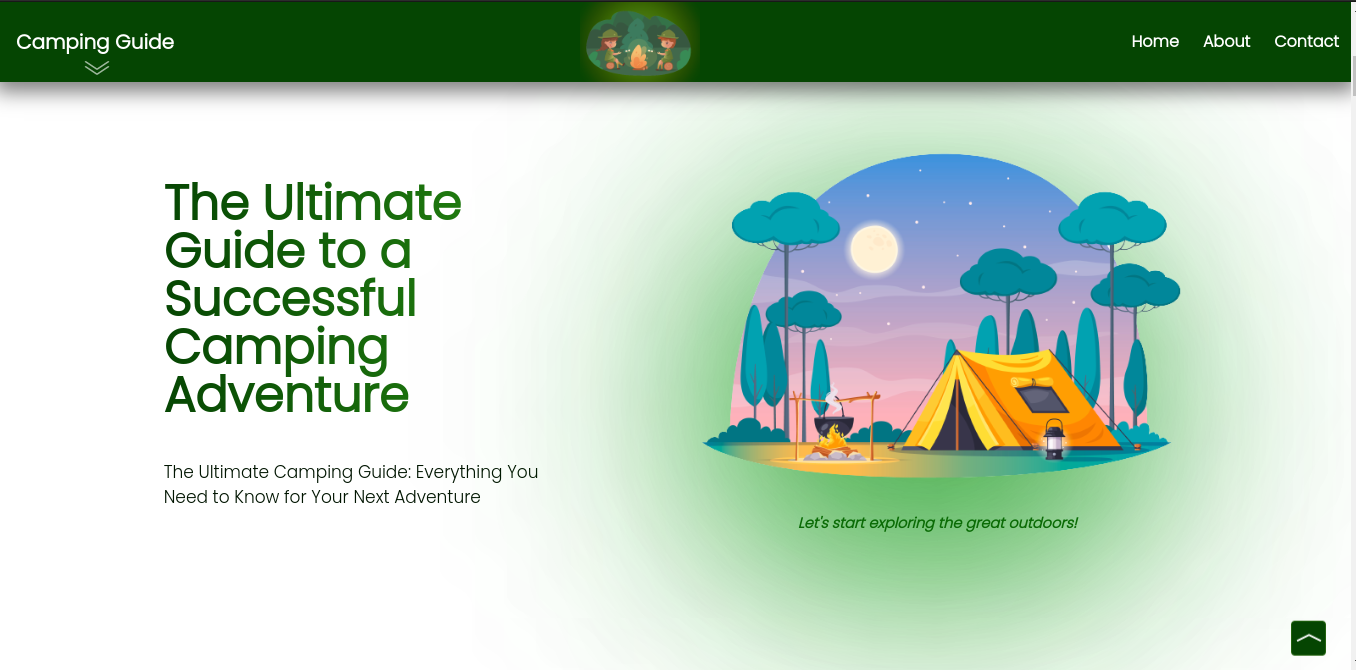 Camping Guide
Home About Contact
The Ultimate
Guide to a
Successful
Camping
Adventure
The Ultimate Camping Guide: Everything You
Need to Know for Your Next Adventure
Let's start exploring the great outdoors!